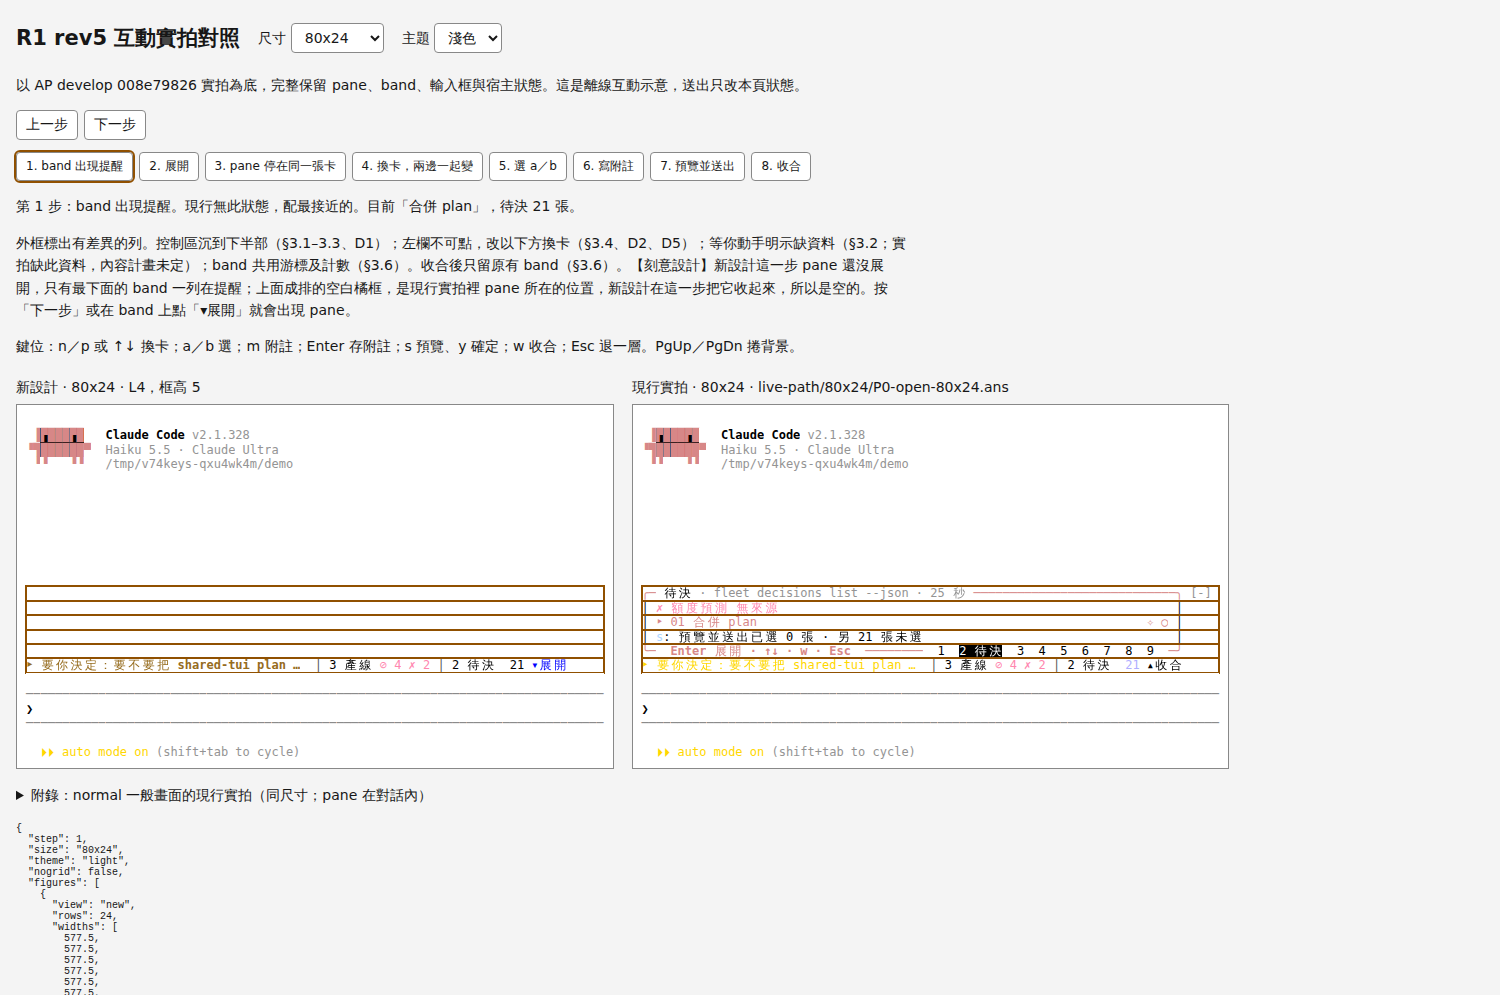 R1 rev5 互動實拍對照 尺寸 80x24 主題 淺色
以 AP develop 008e79826 實拍為底，完整保留 pane、band、輸入框與宿主狀態。這是離線互動示意，送出只改本頁狀態。
上一步 下一步
1. band 出現提醒 2. 展開 3. pane 停在同一張卡 4. 換卡，兩邊一起變 5. 選 a／b 6. 寫附註 7. 預覽並送出 8. 收合
第 1 步：band 出現提醒。現行無此狀態，配最接近的。目前「合併 plan」，待決 21 張。
外框標出有差異的列。控制區沉到下半部（§3.1–3.3、D1）；左欄不可點，改以下方換卡（§3.4、D2、D5）；等你動手明示缺資料（§3.2；實
拍缺此資料，內容計畫未定）；band 共用游標及計數（§3.6）。收合後只留原有 band（§3.6）。【刻意設計】新設計這一步 pane 還沒展
開，只有最下面的 band 一列在提醒；上面成排的空白橘框，是現行實拍裡 pane 所在的位置，新設計在這一步把它收起來，所以是空的。按
「下一步」或在 band 上點「▾展開」就會出現 pane。
鍵位：n／p 或 ↑↓ 換卡；a／b 選；m 附註；Enter 存附註；s 預覽、y 確定；w 收合；Esc 退一層。PgUp／PgDn 捲背景。
新設計 · 80x24 · L4，框高 5
Claude Code v2.1.328
Haiku 5.5 · Claude Ultra
/tmp/v74keys-qxu4wk4m/demo
‣ 要你決定：要不要把 shared-tui plan … │ 3 產線 ⊘ 4 ✗ 2 │ 2 待決 21 ▾展開
❯
⏵⏵ auto mode on (shift+tab to cycle)
現行實拍 · 80x24 · live-path/80x24/P0-open-80x24.ans
Claude Code v2.1.328
Haiku 5.5 · Claude Ultra
/tmp/v74keys-qxu4wk4m/demo
待決 · fleet decisions list --json · 25 秒 [-]
✗ 額度預測 無來源
‣ 01 合併 plan
s: 預覽並送出已選 0 張 · 另 21 張未選
Enter 展開 · ↑↓ · w · Esc 1 2 待決 3 4 5 6 7 8 9
‣ 要你決定：要不要把 shared-tui plan … │ 3 產線 ⊘ 4 ✗ 2 │ 2 待決 21 ▴收合
❯
⏵⏵ auto mode on (shift+tab to cycle)
▶ 附錄：normal 一般畫面的現行實拍（同尺寸；pane 在對話內）
{
"step": 1,
"size": "80x24",
"theme": "light",
"nogrid": false,
"figures": [
{
"view": "new",
"rows": 24,
"widths": [
577.5,
577.5,
577.5,
577.5,
577.5,
577.5,